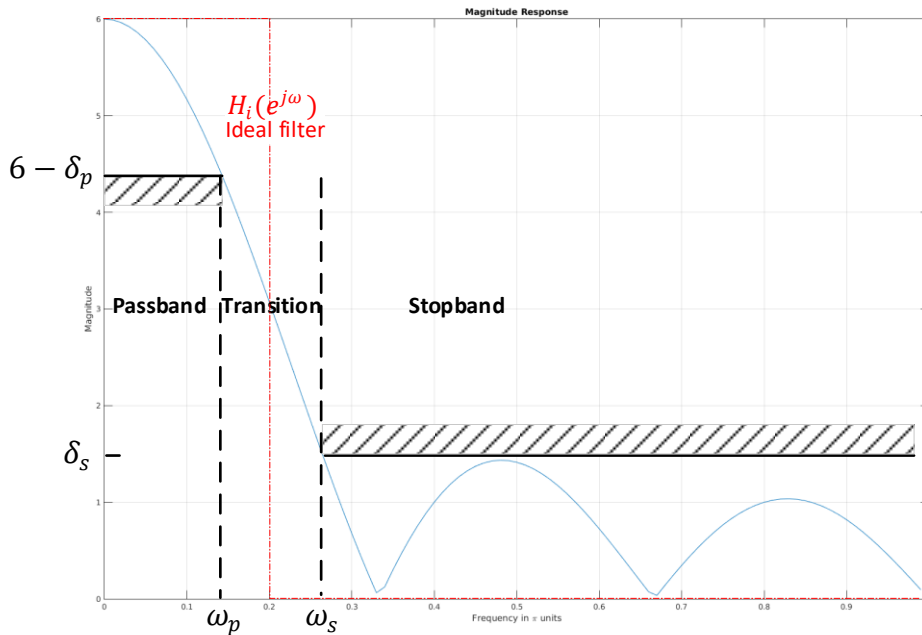 Magnitude Response
6
5
4
3
2
1
0
Magnitude
H_i(e^{jω})
Ideal filter
6 − δ_p
Passband
Transition
Stopband
δ_s
0
0.1
0.2
0.3
0.4
0.5
0.6
0.7
0.8
0.9
ω_p
ω_s
Frequency in π units